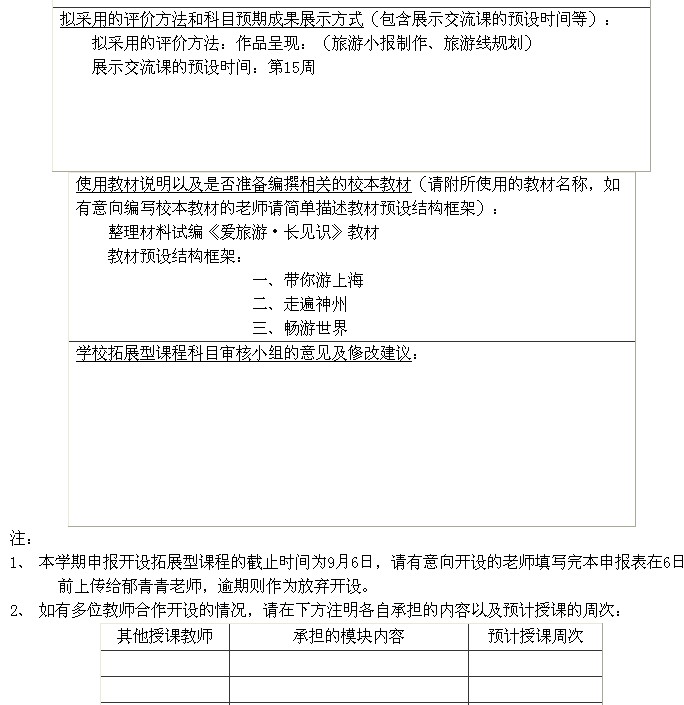 拟采用的评价方法和科目预期成果展示方式（包含展示交流课的预设时间等）：
拟采用的评价方法：作品呈现：（旅游小报制作、旅游线规划）
展示交流课的预设时间：第15周
使用教材说明以及是否准备编撰相关的校本教材（请附所使用的教材名称，如
有意向编写校本教材的老师请简单描述教材预设结构框架）：
整理材料试编《爱旅游·长见识》教材
教材预设结构框架：
一、带你游上海
二、走遍神州
三、畅游世界
学校拓展型课程科目审核小组的意见及修改建议：
注：
1、 本学期申报开设拓展型课程的截止时间为9月6日，请有意向开设的老师填写完本申报表在6日
前上传给郁青青老师，逾期则作为放弃开设。
2、 如有多位教师合作开设的情况，请在下方注明各自承担的内容以及预计授课的周次：
其他授课教师 承担的模块内容 预计授课周次